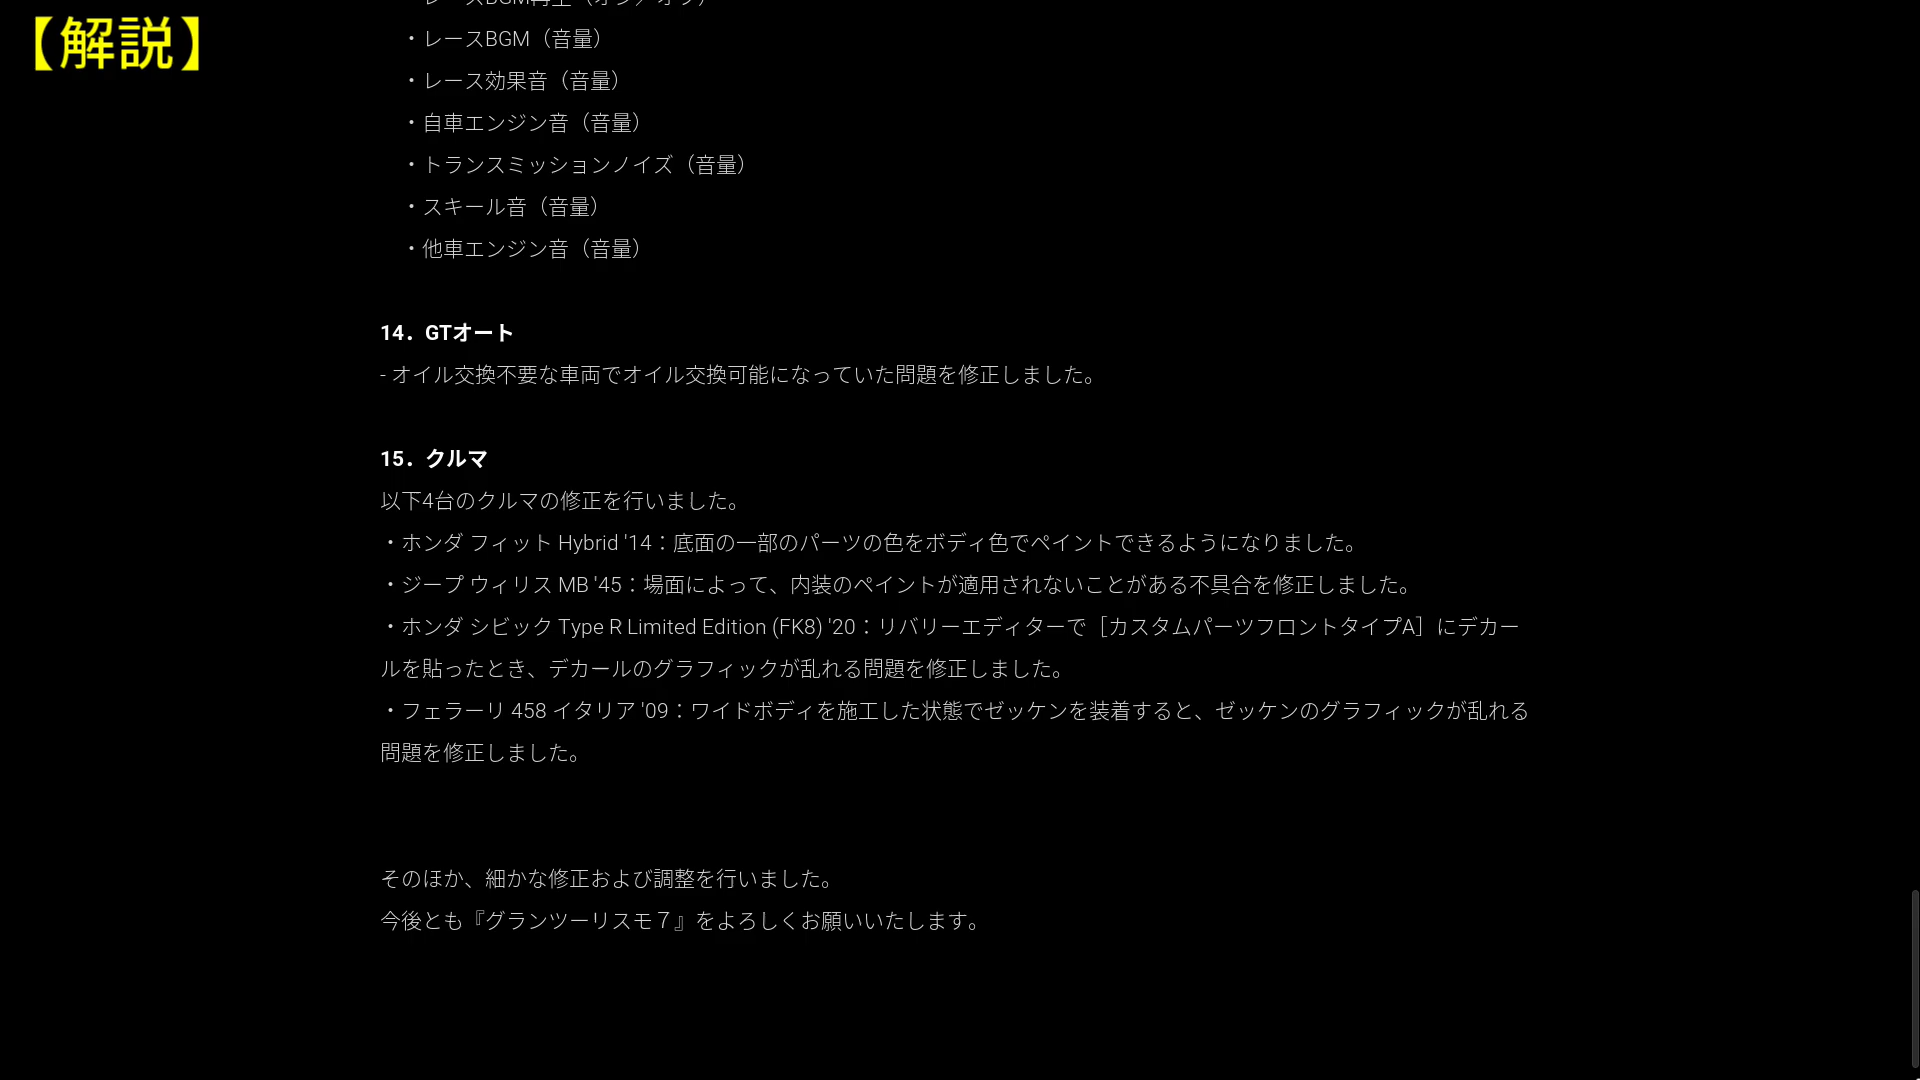 【解説】
・レースBGM再生（オン／オフ）
・レースBGM（音量）
・レース効果音（音量）
・自車エンジン音（音量）
・トランスミッションノイズ（音量）
・スキール音（音量）
・他車エンジン音（音量）
14．GTオート
- オイル交換不要な車両でオイル交換可能になっていた問題を修正しました。
15．クルマ
以下4台のクルマの修正を行いました。
・ホンダ フィット Hybrid '14：底面の一部のパーツの色をボディ色でペイントできるようになりました。
・ジープ ウィリス MB '45：場面によって、内装のペイントが適用されないことがある不具合を修正しました。
・ホンダ シビック Type R Limited Edition (FK8) '20：リバリーエディターで［カスタムパーツフロントタイプA］にデカー
ルを貼ったとき、デカールのグラフィックが乱れる問題を修正しました。
・フェラーリ 458 イタリア '09：ワイドボディを施工した状態でゼッケンを装着すると、ゼッケンのグラフィックが乱れる
問題を修正しました。
そのほか、細かな修正および調整を行いました。
今後とも『グランツーリスモ７』をよろしくお願いいたします。